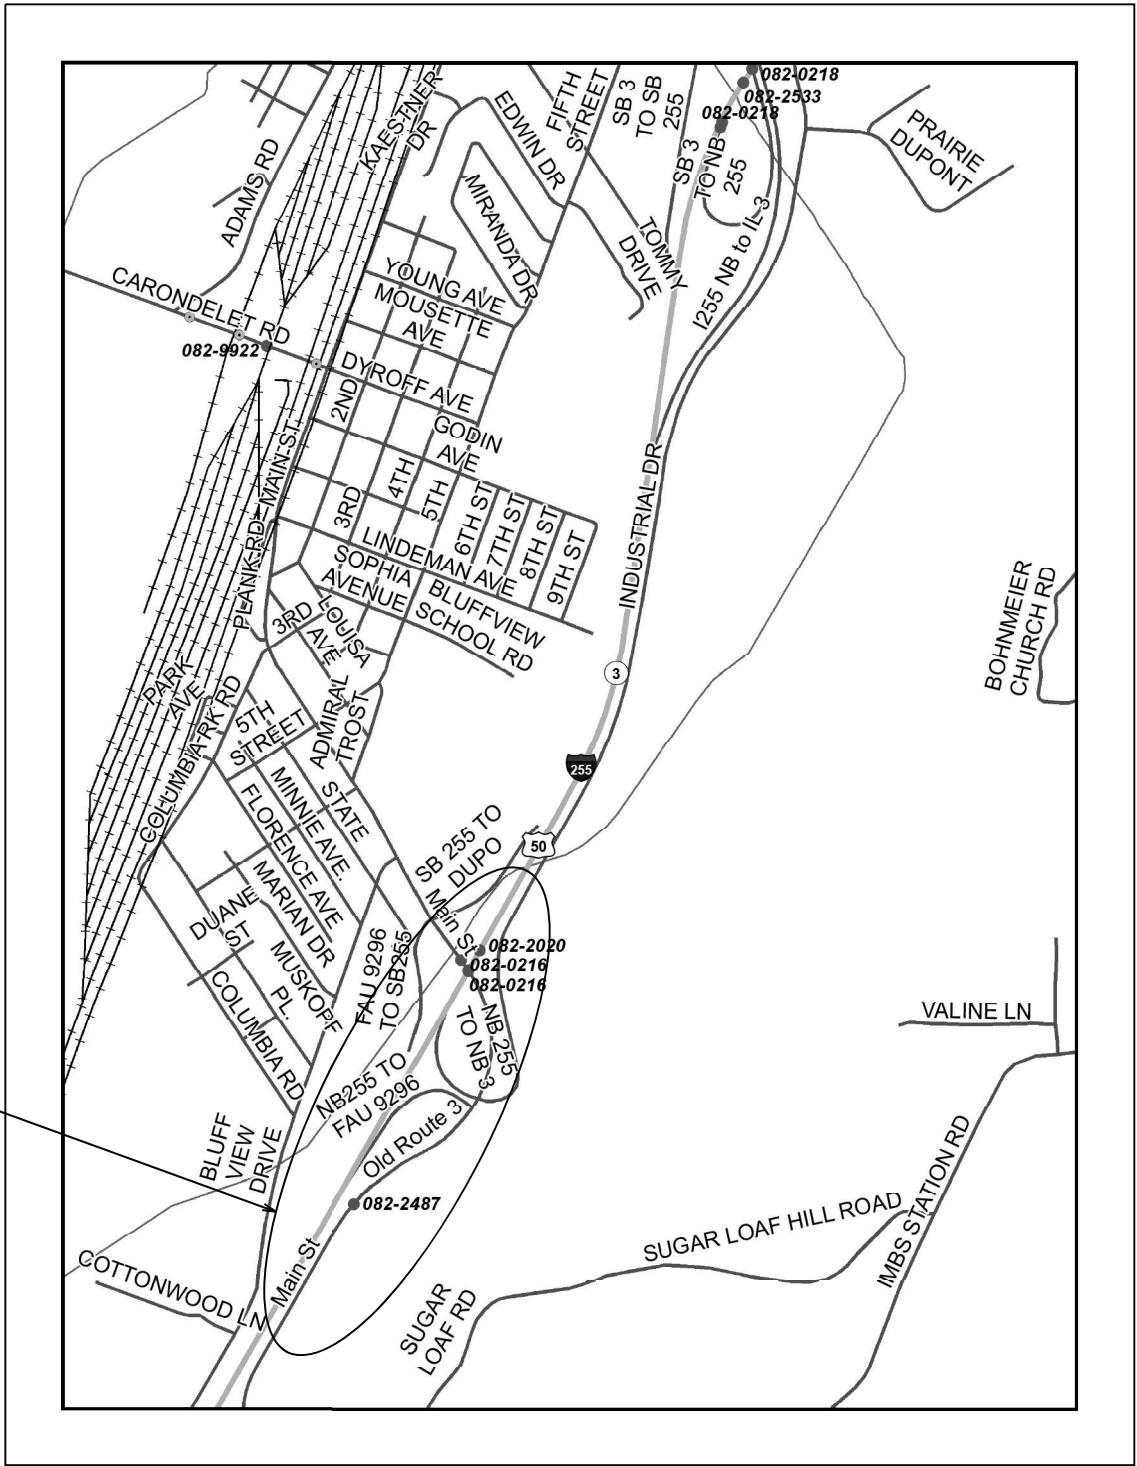 082-0218
082-2533
082-0218
KAESTNER
DR
EDWIN DR
FIFTH
STREET
SB 3
TO SB
255
SB 3
TO NB
255
PRAIRIE
DUPONT
ADAMS RD
MIRANDA DR
TOMMY
DRIVE
I255 NB to IL 3
CARONDELET RD
082-9922
YOUNG AVE
MOUSETTE
AVE
DYROFF AVE
2ND
GODIN
AVE
MAIN ST
PLANK RD
3RD
4TH
5TH
6TH ST
7TH ST
8TH ST
9TH ST
LINDEMAN AVE
SOPHIA
AVENUE
BLUFFVIEW
SCHOOL RD
INDUSTRIAL DR
BOHNMEIER
CHURCH RD
3RD
LOUISA
AVE
3
PARK
AVE
COLUMBIA RK RD
5TH
STREET
ADMIRAL
TROST
255
MINNIE AVE.
STATE
FLORENCE AVE
SB 255 TO
DUPO
50
MARIAN DR
DUANE
ST
Main St
082-2020
082-0216
082-0216
MUSKOPF
PL.
FAU 9296
TO SB255
COLUMBIA RD
NB 255
TO NB 3
VALINE LN
NB255 TO
FAU 9296
Old Route 3
BLUFF
VIEW
DRIVE
082-2487
SUGAR LOAF HILL ROAD
IMBS STATION RD
COTTONWOOD LN
Main St
SUGAR
LOAF RD